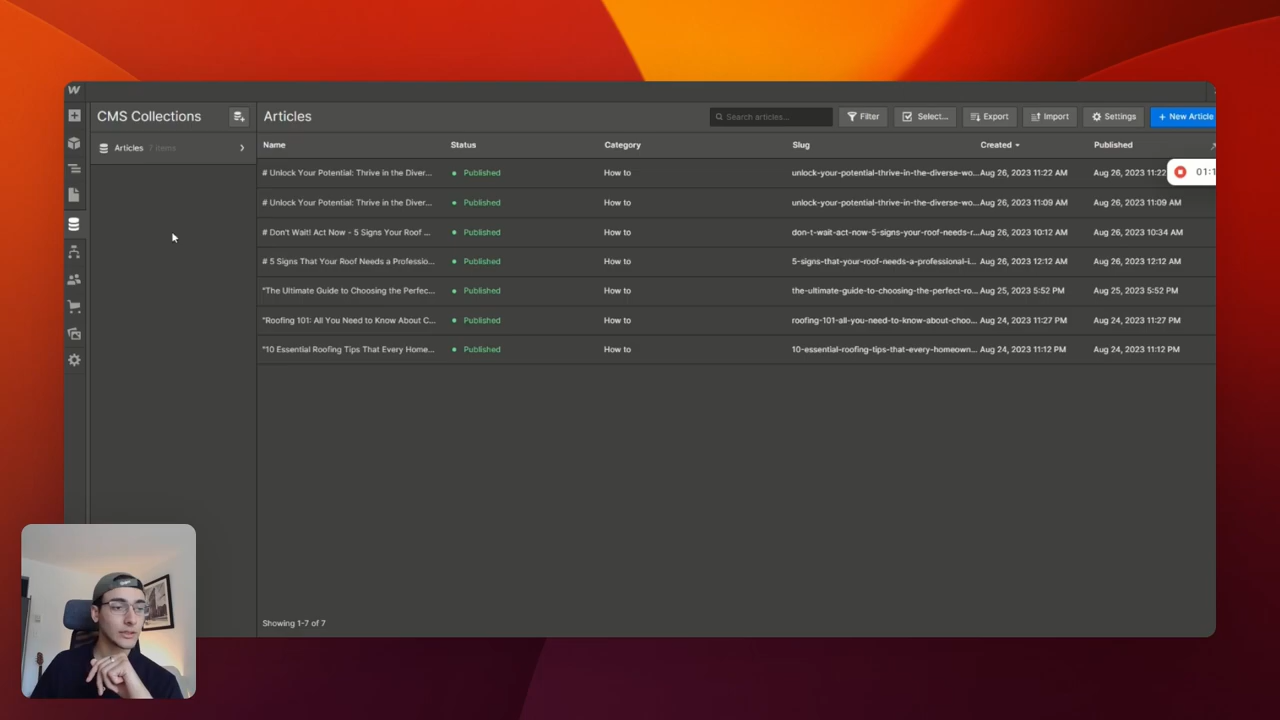 W
CMS Collections
Articles
Search articles...
Filter
Select...
Export
Import
Settings
+ New Article
Articles 7 items
Name Status Category Slug Created Published
# Unlock Your Potential: Thrive in the Diver... Published How to unlock-your-potential-thrive-in-the-diverse-wo... Aug 26, 2023 11:22 AM Aug 26, 2023 11:22
01:1
# Unlock Your Potential: Thrive in the Diver... Published How to unlock-your-potential-thrive-in-the-diverse-wo... Aug 26, 2023 11:09 AM Aug 26, 2023 11:09 AM
# Don't Wait! Act Now - 5 Signs Your Roof ... Published How to don-t-wait-act-now-5-signs-your-roof-needs-r... Aug 26, 2023 10:12 AM Aug 26, 2023 10:34 AM
# 5 Signs That Your Roof Needs a Professio... Published How to 5-signs-that-your-roof-needs-a-professional-i... Aug 26, 2023 12:12 AM Aug 26, 2023 12:12 AM
"The Ultimate Guide to Choosing the Perfec... Published How to the-ultimate-guide-to-choosing-the-perfect-ro... Aug 25, 2023 5:52 PM Aug 25, 2023 5:52 PM
"Roofing 101: All You Need to Know About C... Published How to roofing-101-all-you-need-to-know-about-choo... Aug 24, 2023 11:27 PM Aug 24, 2023 11:27 PM
"10 Essential Roofing Tips That Every Home... Published How to 10-essential-roofing-tips-that-every-homeown... Aug 24, 2023 11:12 PM Aug 24, 2023 11:12 PM
Showing 1-7 of 7